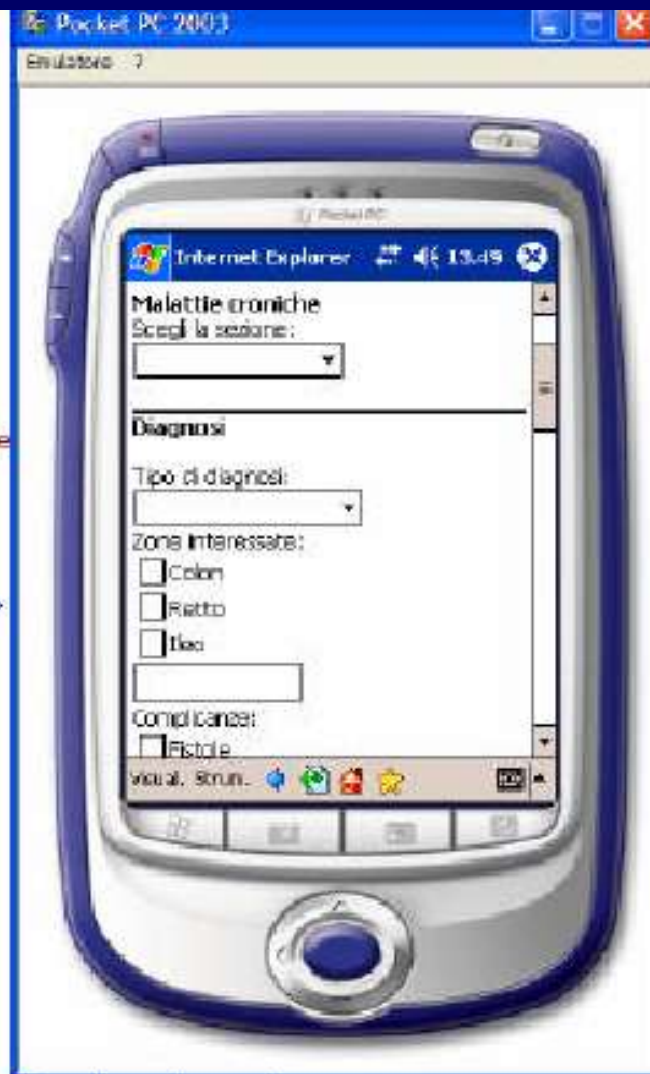 Pocket PC 2003
Emulatore ?
Pocket PC
Internet Explorer 13.49
Malattie croniche
Scegli la sezione:
Diagnosi
Tipo di diagnosi:
Zone interessate:
Colon
Retto
Ileo
Complicanze:
Fistole
Visual. Strum.